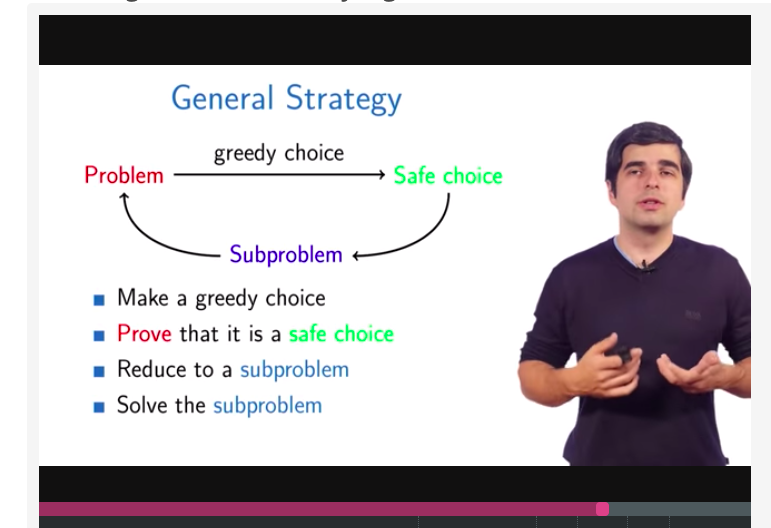 General Strategy
greedy choice
Problem
Safe choice
Subproblem
Make a greedy choice
Prove that it is a safe choice
Reduce to a subproblem
Solve the subproblem